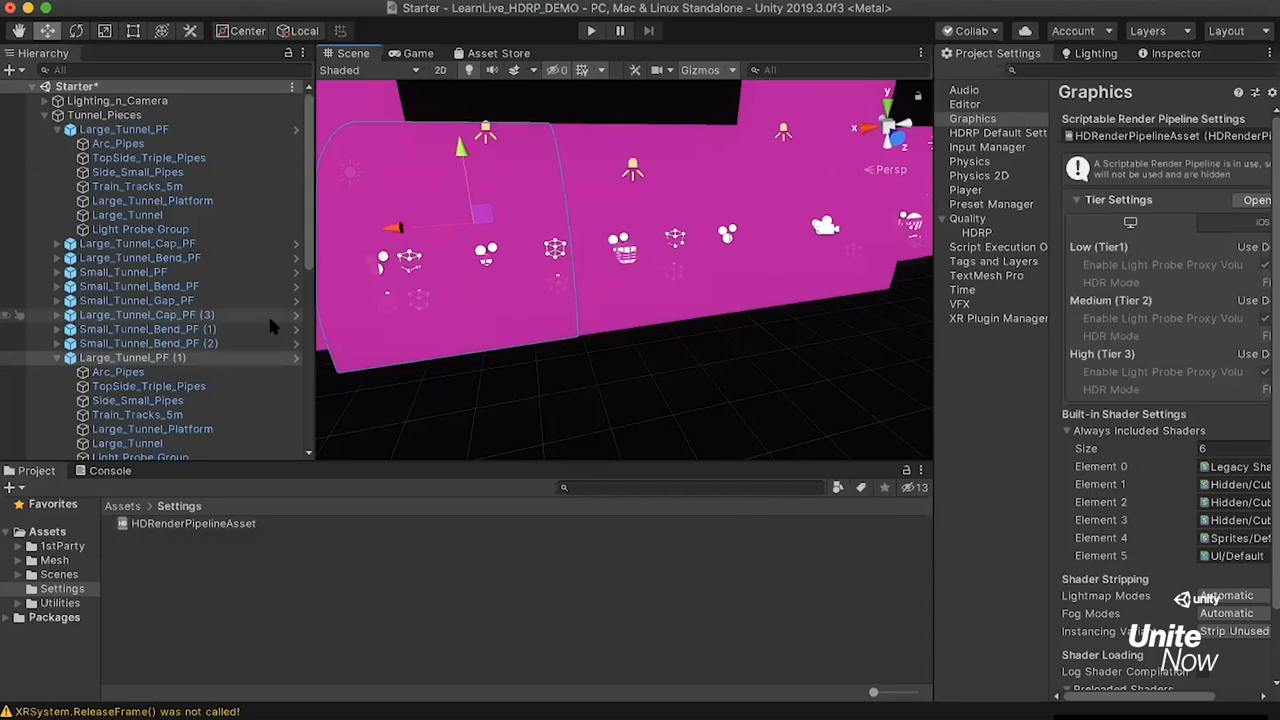 Starter - LearnLive_HDRP_DEMO - PC, Mac & Linux Standalone - Unity 2019.3.0f3 <Metal>
Center Local Collab Account Layers Layout
Hierarchy
All
Starter*
Lighting_n_Camera
Tunnel_Pieces
Large_Tunnel_PF
Arc_Pipes
TopSide_Triple_Pipes
Side_Small_Pipes
Train_Tracks_5m
Large_Tunnel_Platform
Large_Tunnel
Light Probe Group
Large_Tunnel_Cap_PF
Large_Tunnel_Bend_PF
Small_Tunnel_PF
Small_Tunnel_Bend_PF
Small_Tunnel_Gap_PF
Large_Tunnel_Cap_PF (3)
Small_Tunnel_Bend_PF (1)
Small_Tunnel_Bend_PF (2)
Large_Tunnel_PF (1)
Arc_Pipes
TopSide_Triple_Pipes
Side_Small_Pipes
Train_Tracks_5m
Large_Tunnel_Platform
Large_Tunnel
Light Probe Group
Scene Game Asset Store
Shaded 2D 0 Gizmos All
y
x
z
Persp
Project Settings Lighting Inspector
Audio
Editor
Graphics
HDRP Default Sett
Input Manager
Physics
Physics 2D
Player
Preset Manager
Quality
HDRP
Script Execution O
Tags and Layers
TextMesh Pro
Time
VFX
XR Plugin Manager
Graphics
Scriptable Render Pipeline Settings
HDRenderPipelineAsset (HDRenderPi
A Scriptable Render Pipeline is in use, s
will not be used and are hidden
Tier Settings Open
iOS
Low (Tier1) Use D
Enable Light Probe Proxy Volu
HDR Mode
Medium (Tier 2) Use D
Enable Light Probe Proxy Volu
HDR Mode
High (Tier 3) Use D
Enable Light Probe Proxy Volu
HDR Mode
Built-in Shader Settings
Always Included Shaders
Size 6
Element 0 Legacy Sha
Element 1 Hidden/Cub
Element 2 Hidden/Cub
Element 3 Hidden/Cub
Element 4 Sprites/Def
Element 5 UI/Default
Shader Stripping
Lightmap Modes Automatic
Fog Modes Automatic
Instancing Strip Unused
Shader Loading
Log Shader Compilation
Preloaded Shaders
unity
Unite
Now
Project Console
13
Favorites
Assets
1stParty
Mesh
Scenes
Settings
Utilities
Packages
Assets > Settings
HDRenderPipelineAsset
XRSystem.ReleaseFrame() was not called!